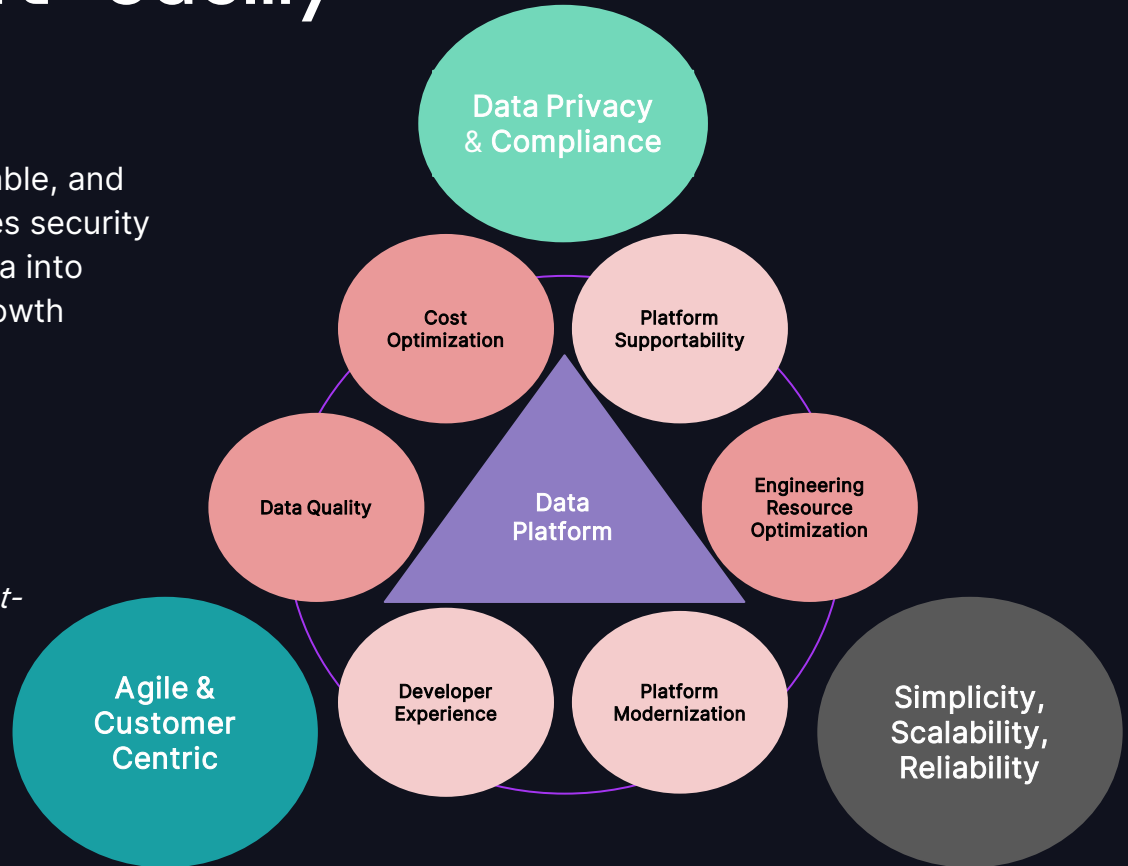 able, and
es security
a into
owth
t-
Data Privacy
& Compliance
Cost
Optimization
Platform
Supportability
Data Quality
Data
Platform
Engineering
Resource
Optimization
Developer
Experience
Platform
Modernization
Agile &
Customer
Centric
Simplicity,
Scalability,
Reliability